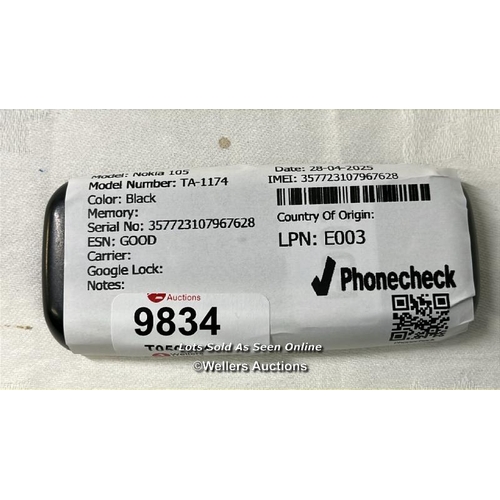 Model: Nokia 105
Date: 28-04-2025
Model Number: TA-1174
IMEI: 357723107967628
Color: Black
Memory:
Country Of Origin:
Serial No: 357723107967628
ESN: GOOD
LPN: E003
Carrier:
Google Lock:
Phonecheck
Notes:
Auctions
9834
Lots Sold As Seen Online
©Wellers Auctions